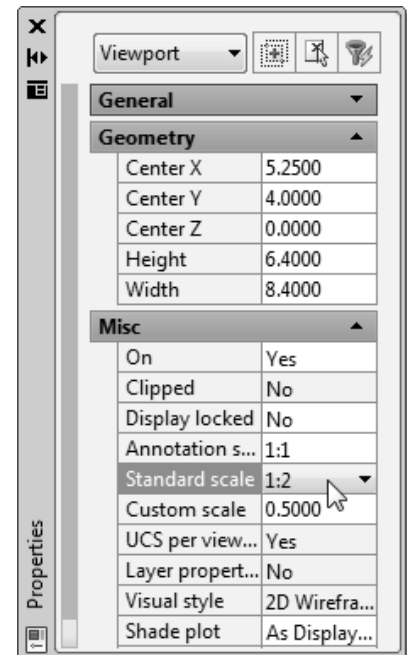 Viewport
General
Geometry
Center X 5.2500
Center Y 4.0000
Center Z 0.0000
Height 6.4000
Width 8.4000
Misc
On Yes
Clipped No
Display locked No
Annotation s... 1:1
Standard scale 1:2
Custom scale 0.5000
UCS per view... Yes
Layer propert... No
Visual style 2D Wirefra...
Shade plot As Display...
Properties